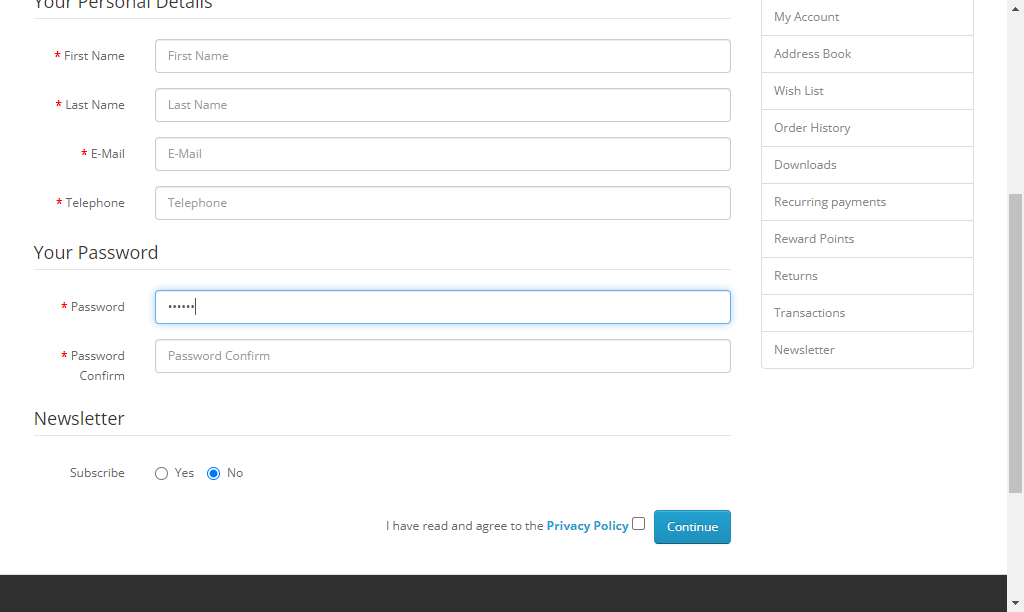 Your Personal Details
* First Name
First Name
* Last Name
Last Name
* E-Mail
E-Mail
* Telephone
Telephone
Your Password
* Password
••••••
* Password
Confirm
Password Confirm
Newsletter
Subscribe
Yes
No
I have read and agree to the Privacy Policy
Continue
My Account
Address Book
Wish List
Order History
Downloads
Recurring payments
Reward Points
Returns
Transactions
Newsletter